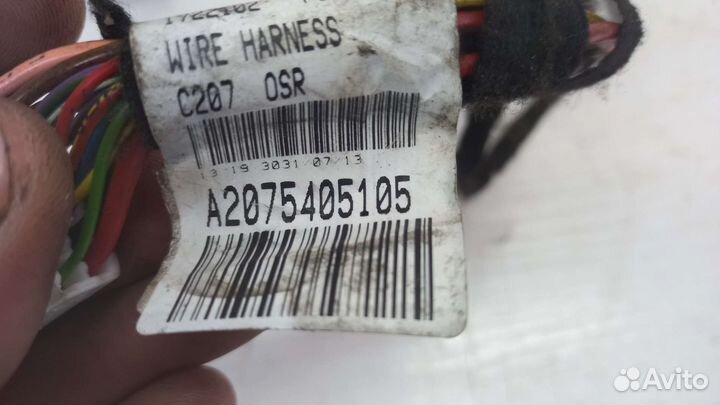 WIRE HARNESS
C207 OSR
13 19 3031 07/13
A2075405105
Avito